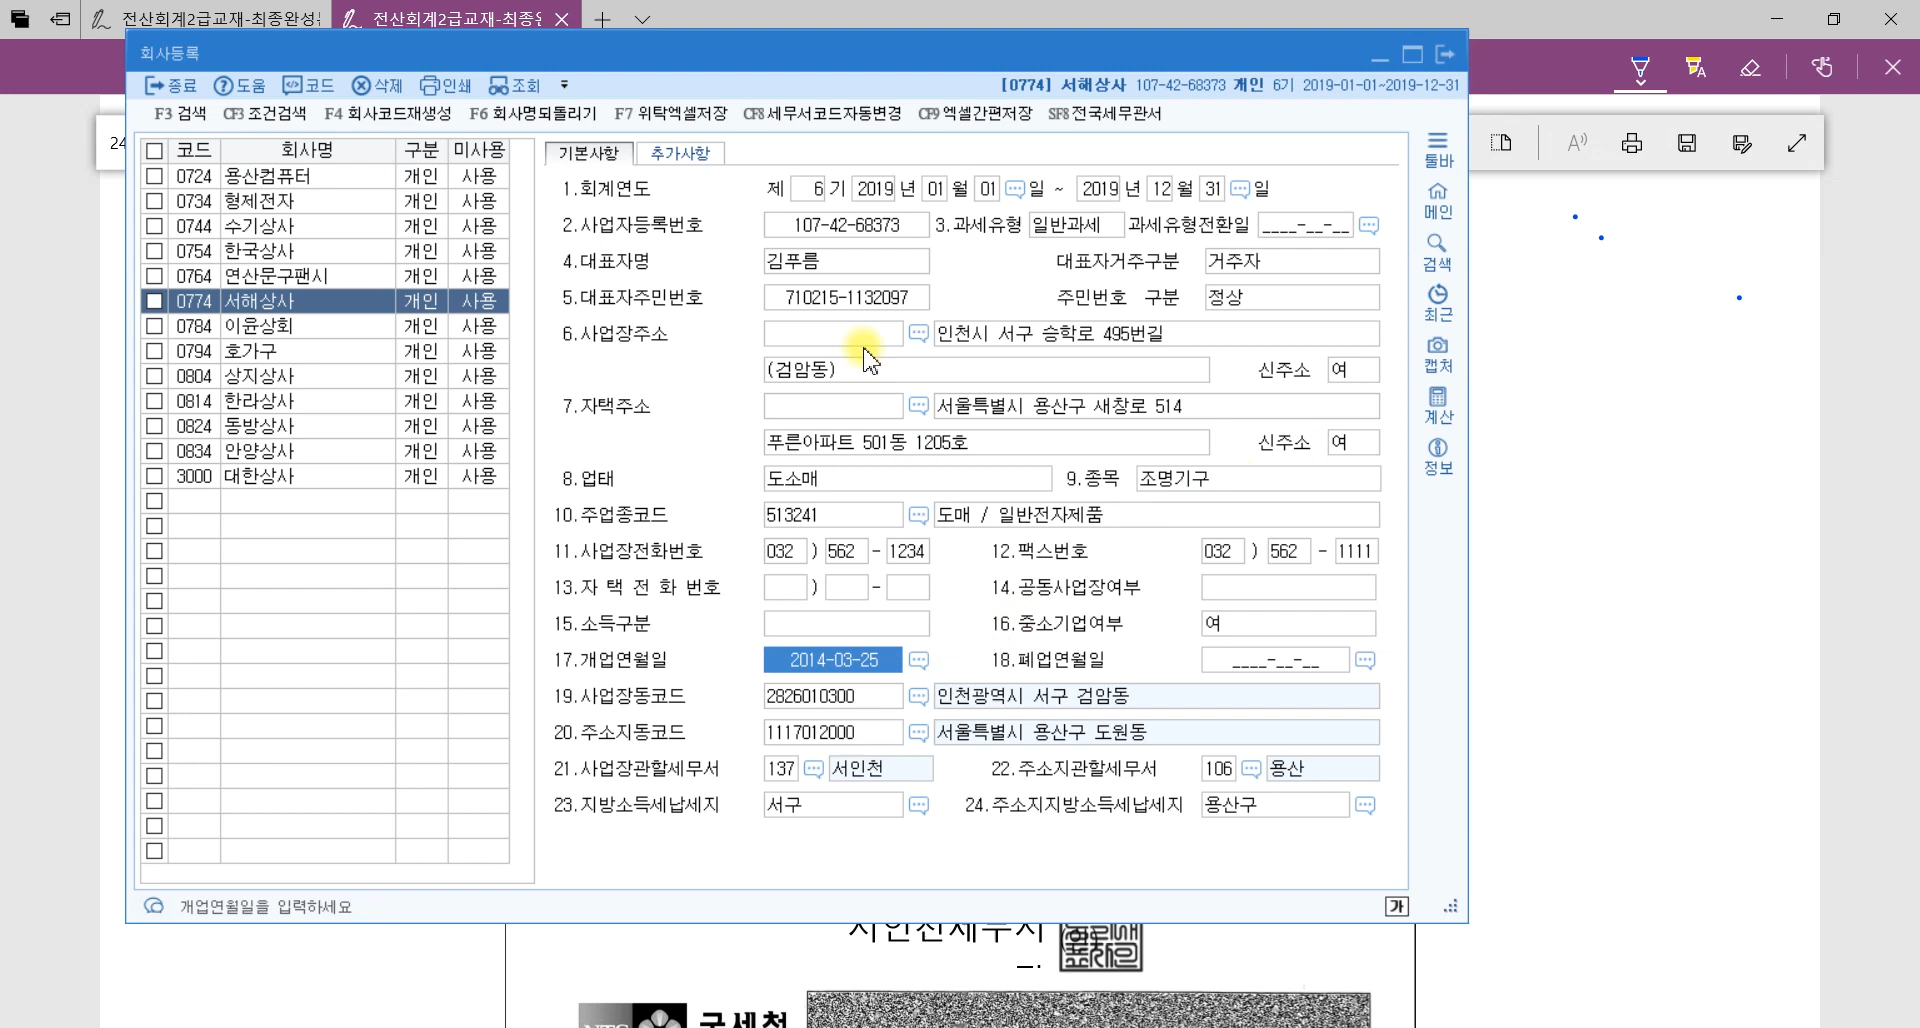 전산회계2급교재-최종완성본
전산회계2급교재-최종완
회사등록
종료 도움 코드 삭제 인쇄 조회
[0774] 서해상사 107-42-68373 개인 6기 2019-01-01~2019-12-31
F3 검색 CF3 조건검색 F4 회사코드재생성 F6 회사명되돌리기 F7 위탁엑셀저장 CF8 세무서코드자동변경 CF9 엑셀간편저장 SF8 전국세무관서
24
코드 회사명 구분 미사용
0724 용산컴퓨터 개인 사용
0734 형제전자 개인 사용
0744 수기상사 개인 사용
0754 한국상사 개인 사용
0764 연산문구팬시 개인 사용
0774 서해상사 개인 사용
0784 이윤상회 개인 사용
0794 호가구 개인 사용
0804 상지상사 개인 사용
0814 한라상사 개인 사용
0824 동방상사 개인 사용
0834 안양상사 개인 사용
3000 대한상사 개인 사용
기본사항 추가사항
1.회계연도 제 6 기 2019 년 01 월 01 일 ~ 2019 년 12 월 31 일
2.사업자등록번호 107-42-68373 3.과세유형 일반과세 과세유형전환일 ____-__-__
4.대표자명 김푸름 대표자거주구분 거주자
5.대표자주민번호 710215-1132097 주민번호 구분 정상
6.사업장주소 인천시 서구 승학로 495번길
(검암동) 신주소 여
7.자택주소 서울특별시 용산구 새창로 514
푸른아파트 501동 1205호 신주소 여
8.업태 도소매 9.종목 조명기구
10.주업종코드 513241 도매 / 일반전자제품
11.사업장전화번호 032 ) 562 - 1234 12.팩스번호 032 ) 562 - 1111
13.자 택 전 화 번호 ) - 14.공동사업장여부
15.소득구분 16.중소기업여부 여
17.개업연월일 2014-03-25 18.폐업연월일 ____-__-__
19.사업장동코드 2826010300 인천광역시 서구 검암동
20.주소지동코드 1117012000 서울특별시 용산구 도원동
21.사업장관할세무서 137 서인천 22.주소지관할세무서 106 용산
23.지방소득세납세지 서구 24.주소지지방소득세납세지 용산구
툴바
메인
검색
최근
캡처
계산
정보
개업연월일을 입력하세요 가
서인천세무서
NTS 국세청